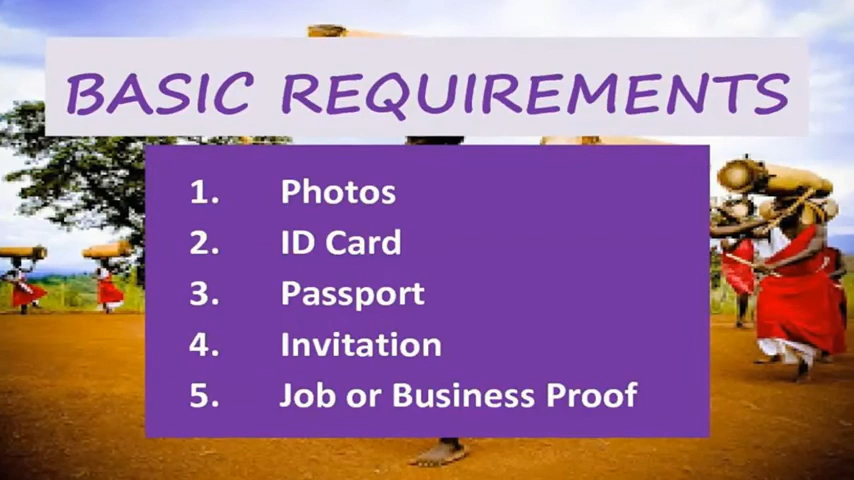 BASIC REQUIREMENTS
1. Photos
2. ID Card
3. Passport
4. Invitation
5. Job or Business Proof